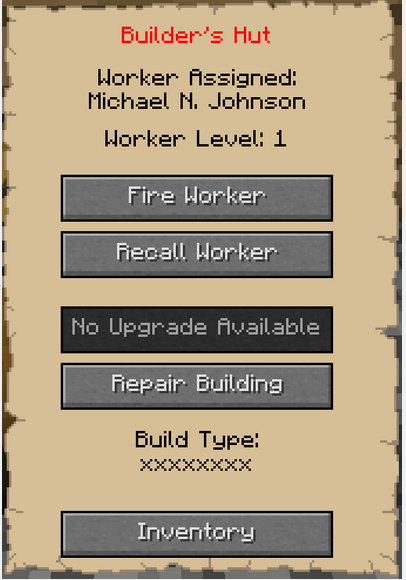 Builder's Hut
Worker Assigned:
Michael N. Johnson
Worker Level: 1
Fire Worker
Recall Worker
No Upgrade Available
Repair Building
Build Type:
xxxxxxxx
Inventory